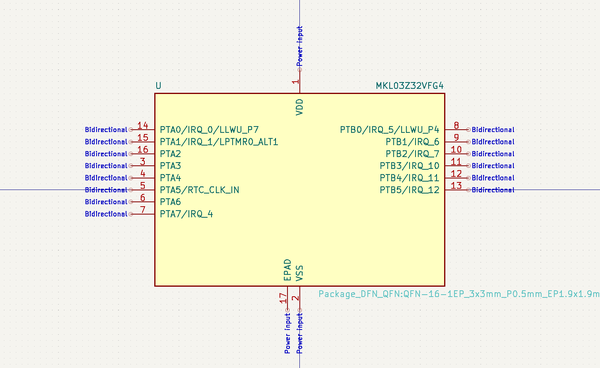 Power input
1
VDD
U
MKL03Z32VFG4
Bidirectional 14 PTA0/IRQ_0/LLWU_P7
Bidirectional 15 PTA1/IRQ_1/LPTMR0_ALT1
Bidirectional 16 PTA2
Bidirectional 3 PTA3
Bidirectional 4 PTA4
Bidirectional 5 PTA5/RTC_CLK_IN
Bidirectional 6 PTA6
Bidirectional 7 PTA7/IRQ_4
PTB0/IRQ_5/LLWU_P4 8 Bidirectional
PTB1/IRQ_6 9 Bidirectional
PTB2/IRQ_7 10 Bidirectional
PTB3/IRQ_10 11 Bidirectional
PTB4/IRQ_11 12 Bidirectional
PTB5/IRQ_12 13 Bidirectional
EPAD
VSS
17
2
Package_DFN_QFN:QFN-16-1EP_3x3mm_P0.5mm_EP1.9x1.9m
Power input
Power input